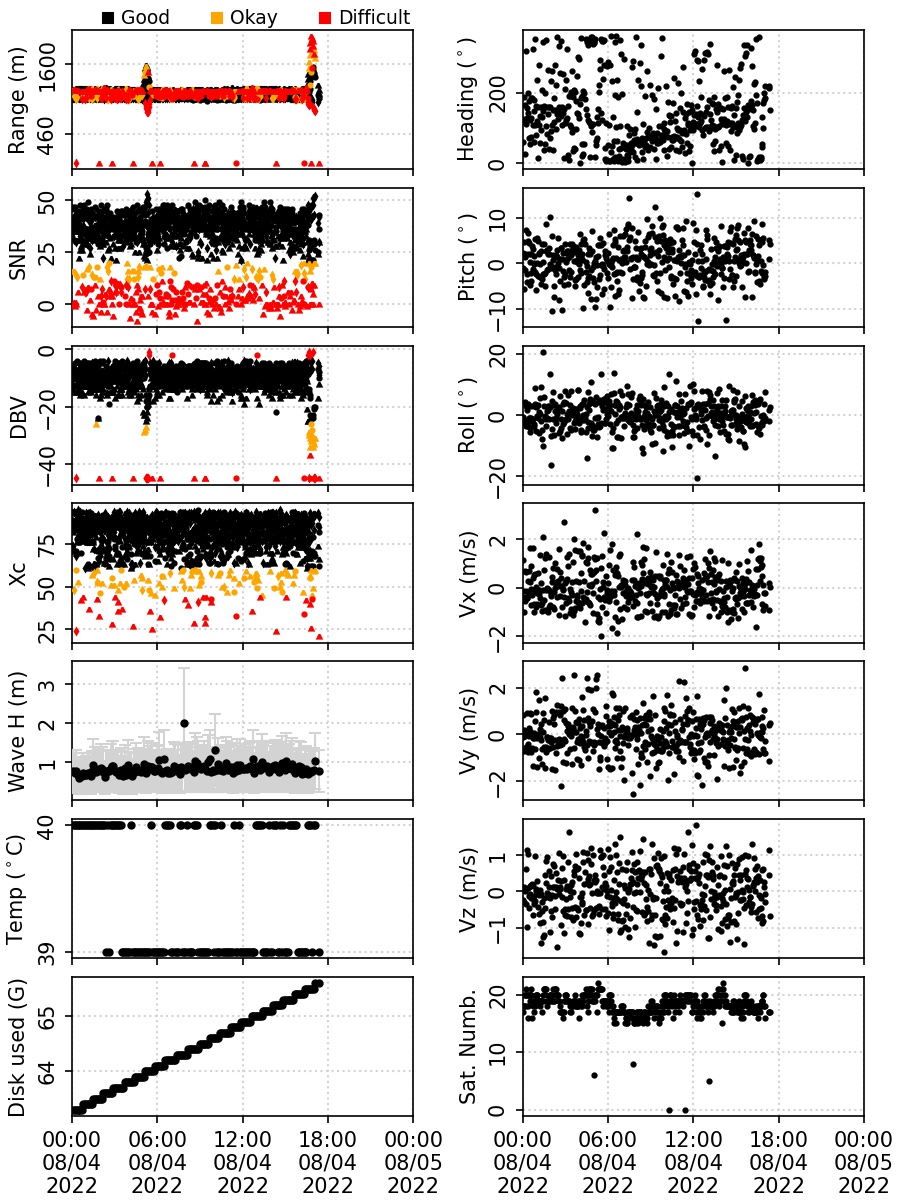 Good Okay Difficult
Range (m)
1600
460
Heading (°)
200
0
SNR
50
25
0
Pitch (°)
10
0
−10
DBV
0
−20
−40
Roll (°)
20
0
−20
Xc
75
50
25
Vx (m/s)
2
0
−2
Wave H (m)
3
2
1
Vy (m/s)
2
0
−2
Temp (°C)
40
39
Vz (m/s)
1
0
−1
Disk used (G)
65
64
Sat. Numb.
20
10
0
00:00 06:00 12:00 18:00 00:00
08/04 08/04 08/04 08/04 08/05
2022 2022 2022 2022 2022
00:00 06:00 12:00 18:00 00:00
08/04 08/04 08/04 08/04 08/05
2022 2022 2022 2022 2022